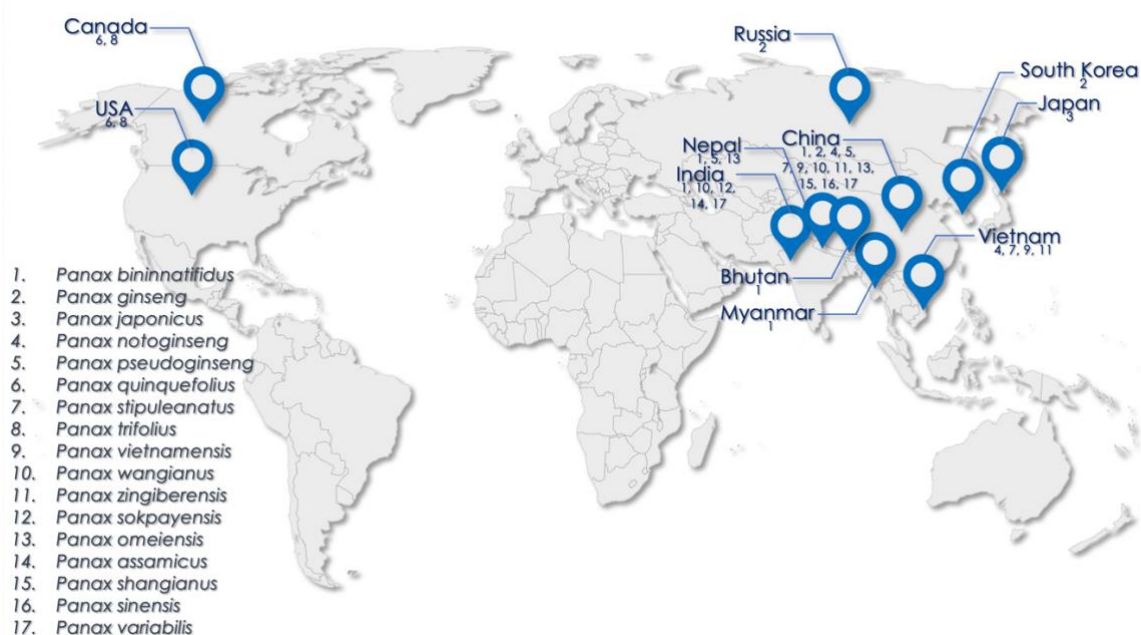 Canada
6, 8
USA
6, 8
Russia
2
South Korea
2
Japan
3
China
1, 2, 4, 5,
7, 9, 10, 11, 13,
15, 16, 17
Nepal
1, 5, 13
India
1, 10, 12,
14, 17
Vietnam
4, 7, 9, 11
Bhutan
1
Myanmar
1
1. Panax bininnatifidus
2. Panax ginseng
3. Panax japonicus
4. Panax notoginseng
5. Panax pseudoginseng
6. Panax quinquefolius
7. Panax stipuleanatus
8. Panax trifolius
9. Panax vietnamensis
10. Panax wangianus
11. Panax zingiberensis
12. Panax sokpayensis
13. Panax omeiensis
14. Panax assamicus
15. Panax shangianus
16. Panax sinensis
17. Panax variabilis